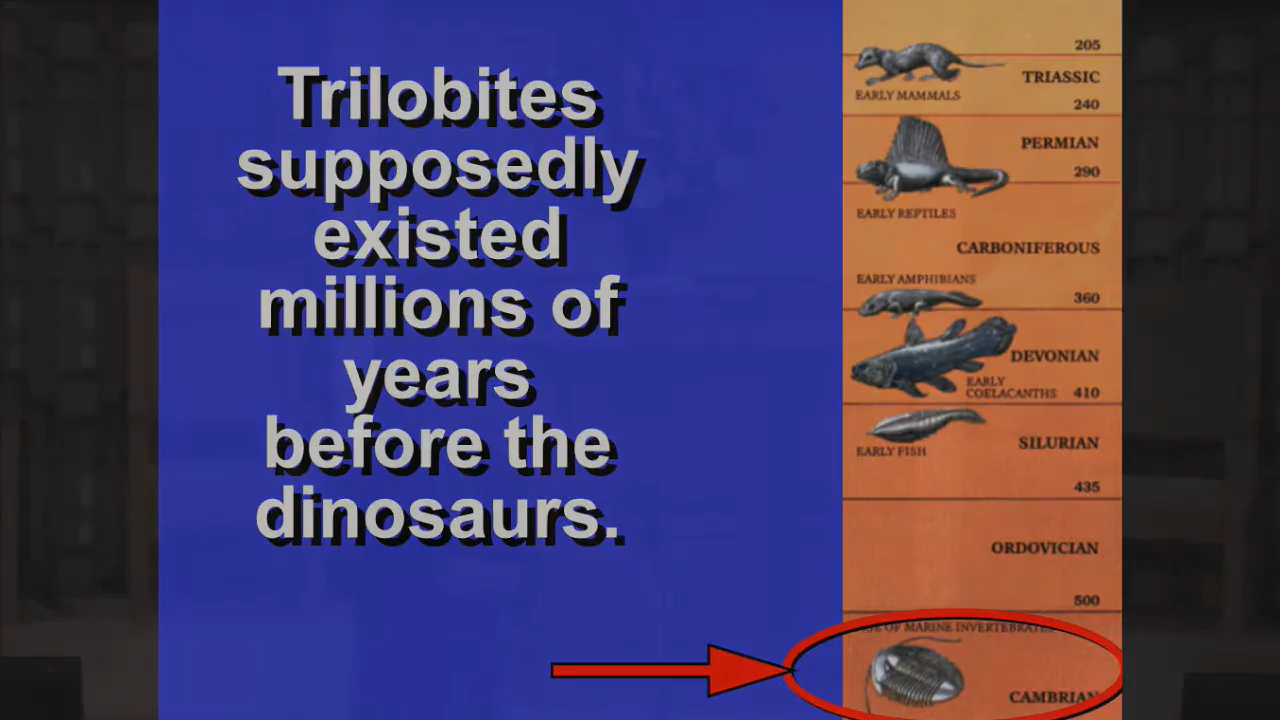 Trilobites
supposedly
existed
millions of
years
before the
dinosaurs.
205
TRIASSIC
EARLY MAMMALS
240
PERMIAN
290
EARLY REPTILES
CARBONIFEROUS
EARLY AMPHIBIANS
360
DEVONIAN
EARLY
COELACANTHS 410
SILURIAN
EARLY FISH
435
ORDOVICIAN
500
OF MARINE INVERTEBRATES
CAMBRIAN